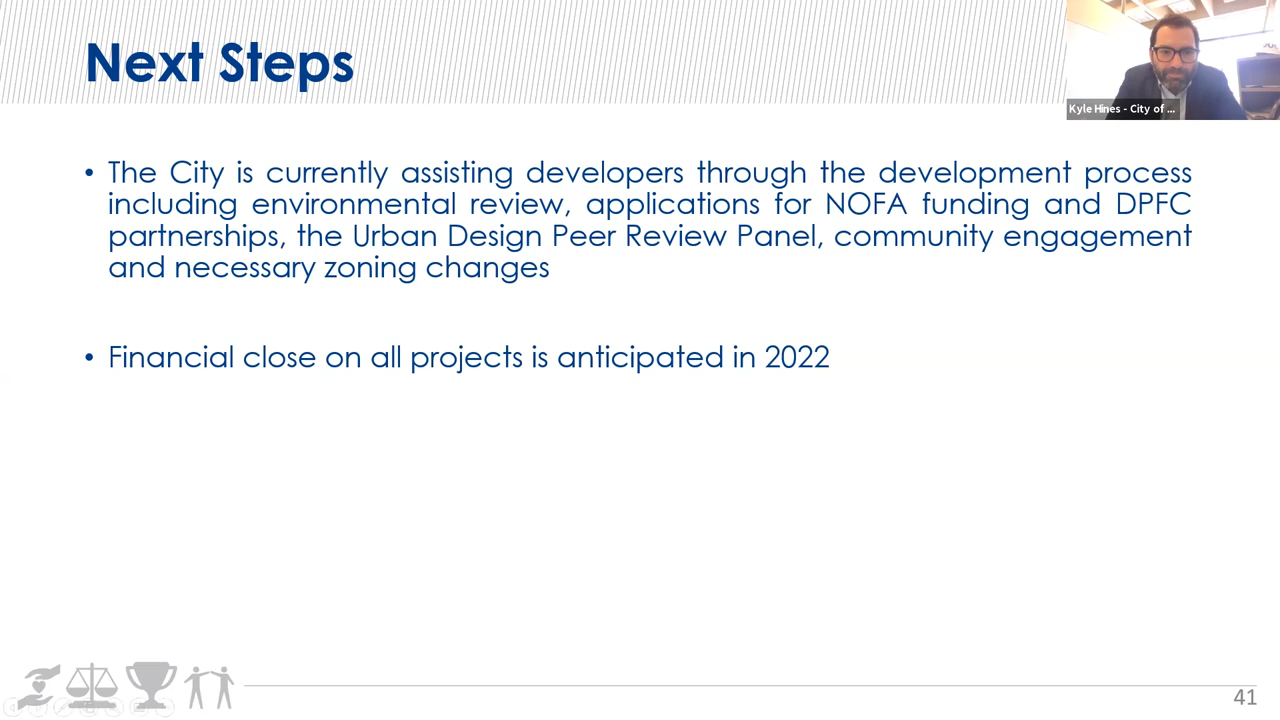 Next Steps
Kyle Hines - City of ...
• The City is currently assisting developers through the development process
including environmental review, applications for NOFA funding and DPFC
partnerships, the Urban Design Peer Review Panel, community engagement
and necessary zoning changes
• Financial close on all projects is anticipated in 2022
41